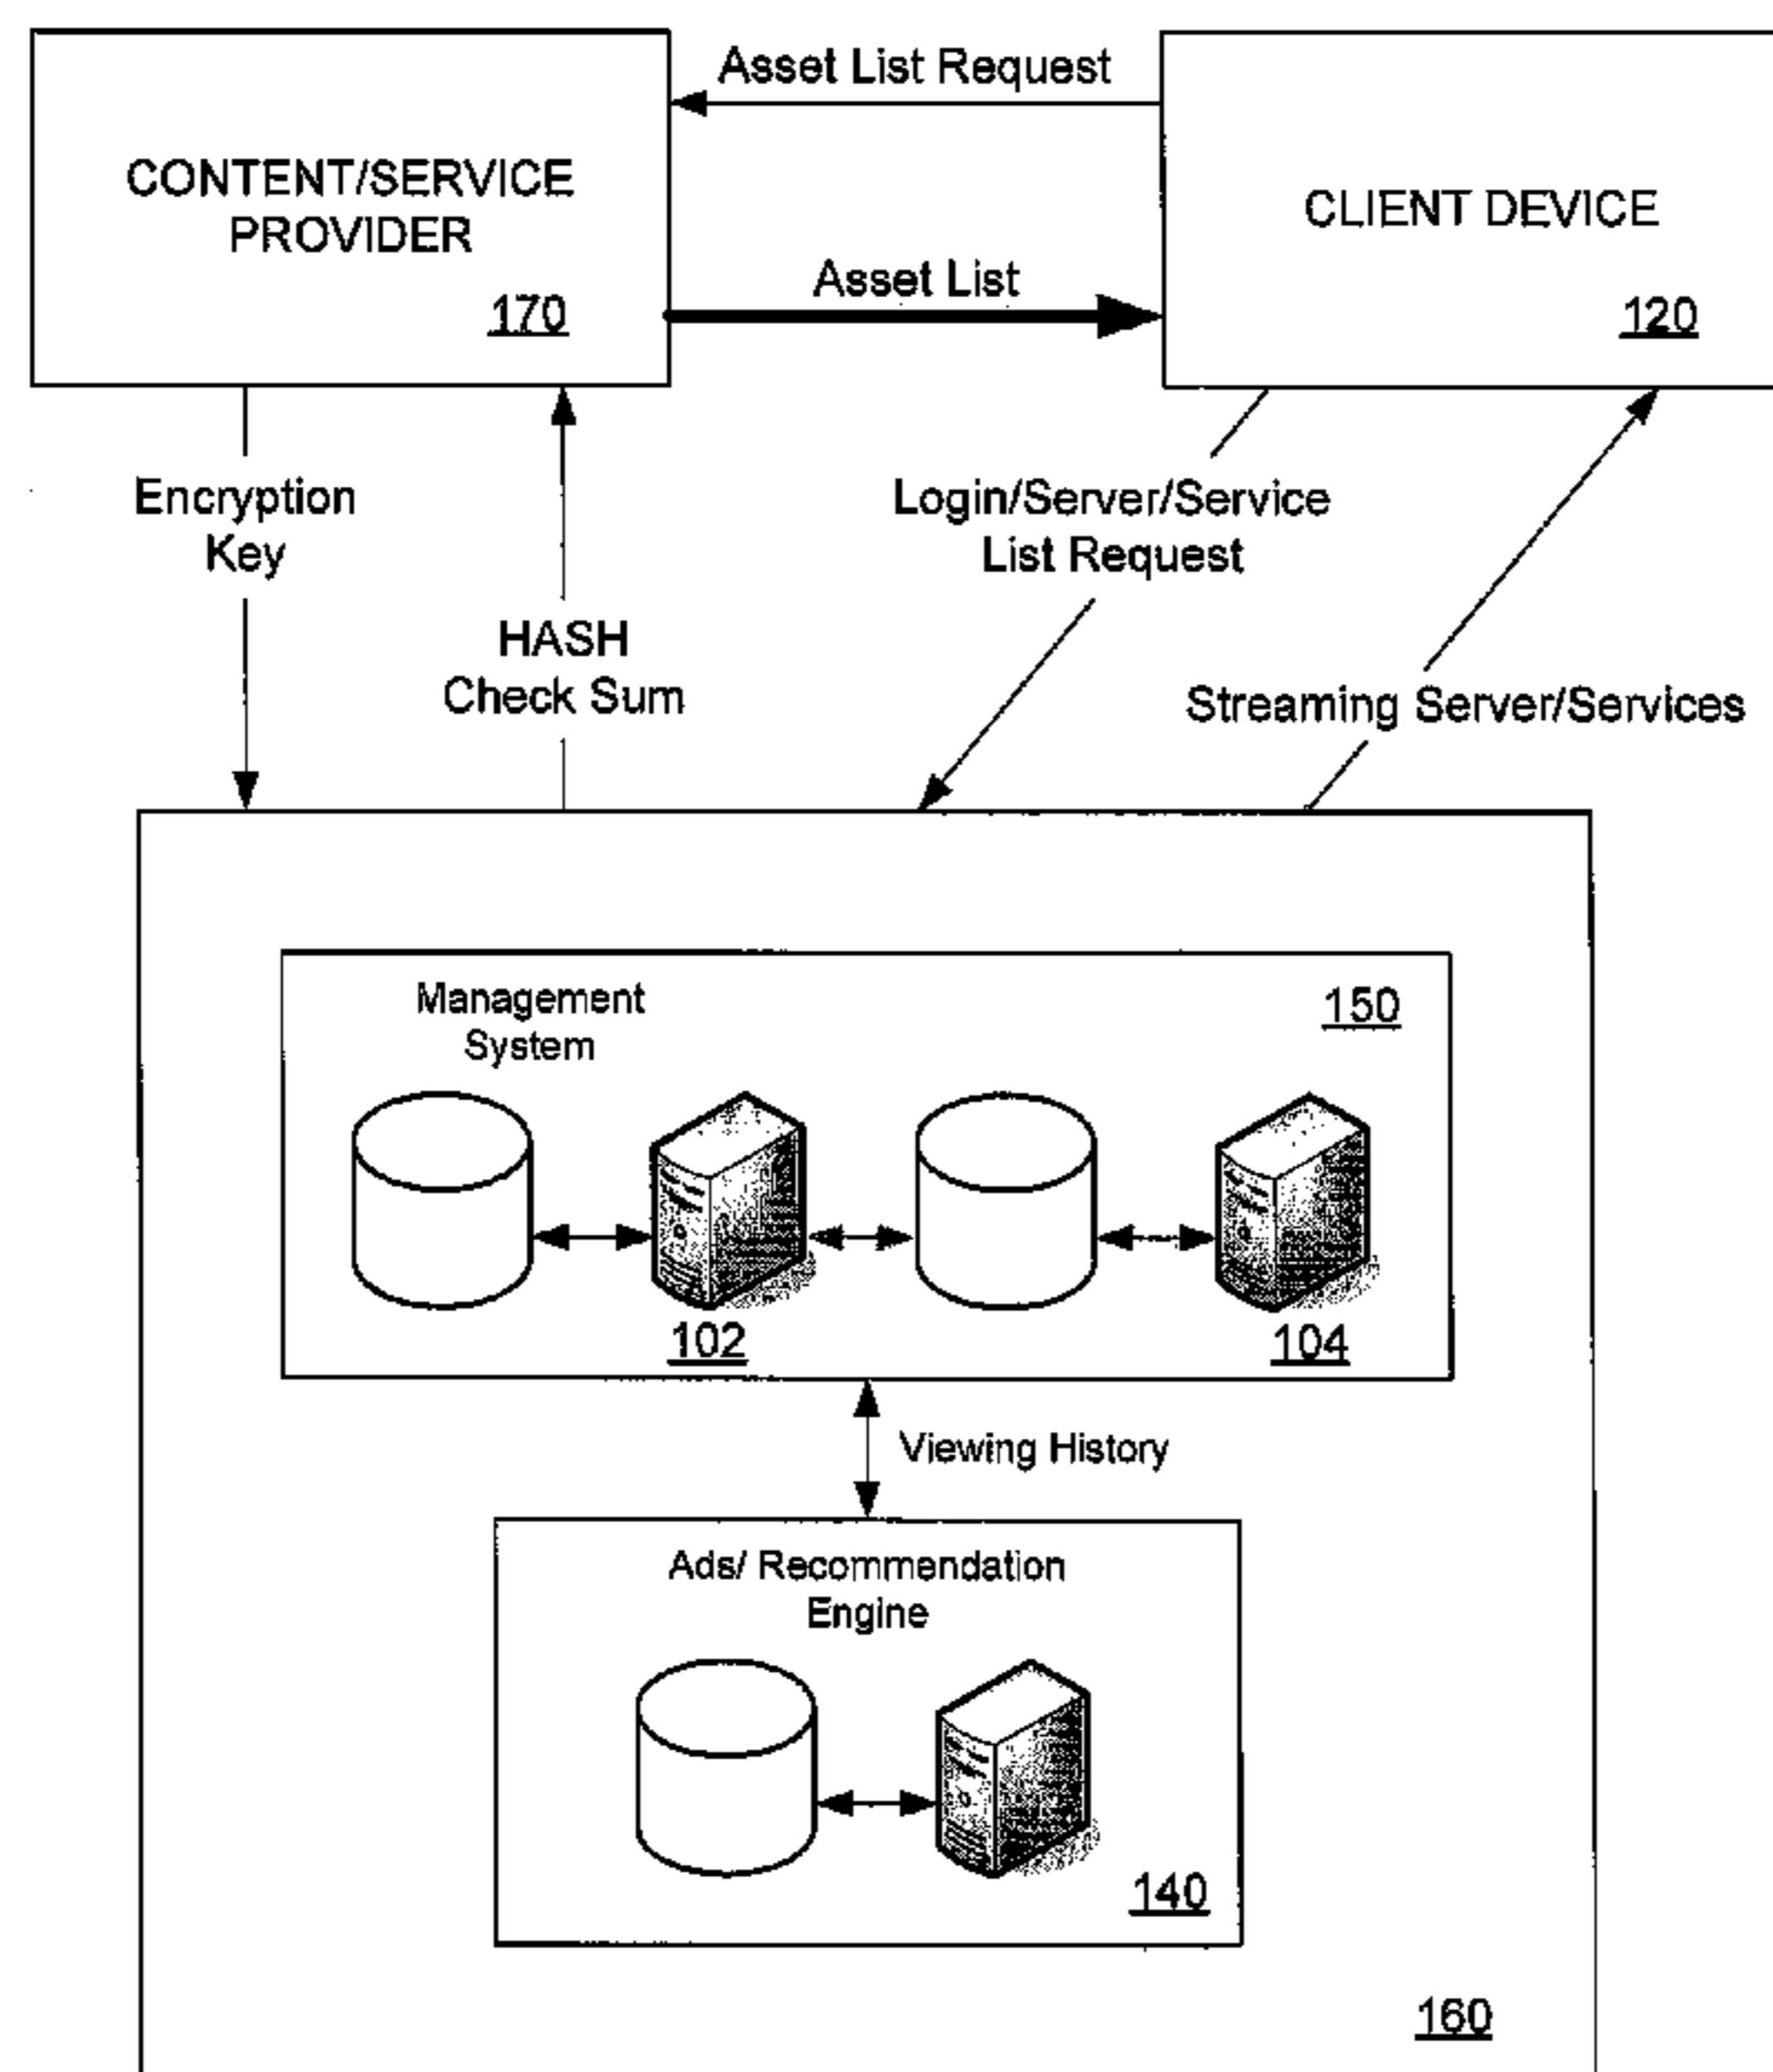 Asset List Request
CONTENT/SERVICE
PROVIDER
170
CLIENT DEVICE
120
Asset List
Encryption
Key
HASH
Check Sum
Login/Server/Service
List Request
Streaming Server/Services
Management
System
150
102
104
Viewing History
Ads/ Recommendation
Engine
140
160